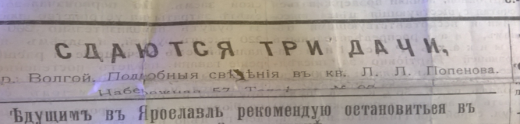 СДАЮТСЯ ТРИ ДАЧИ,
р. Волгой. Подробныя свѣдѣнія въ кв. Л. Л. Попенова.
Ѣдущимъ въ Ярославль рекомендую остановиться въ